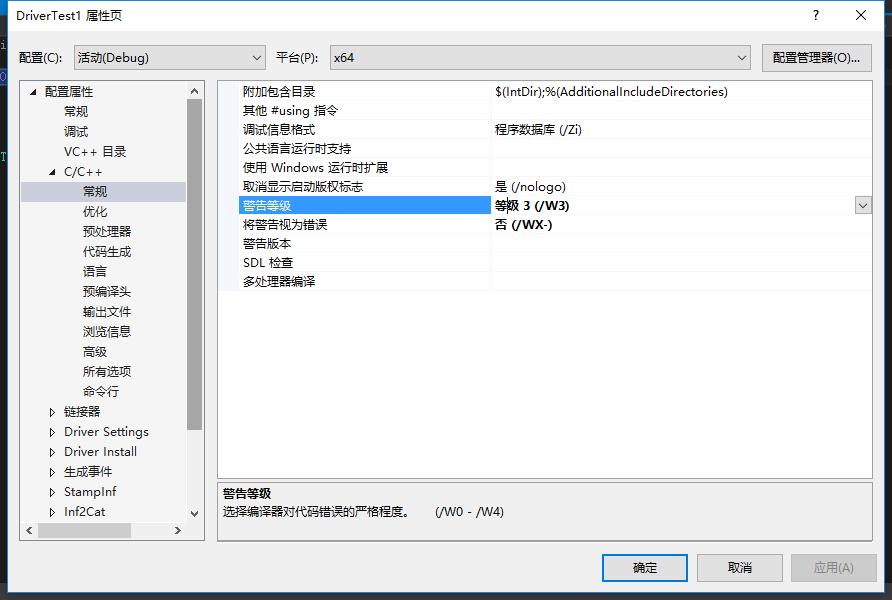 DriverTest1 属性页
配置(C): 活动(Debug) 平台(P): x64 配置管理器(O)...
配置属性
常规
调试
VC++ 目录
C/C++
常规
优化
预处理器
代码生成
语言
预编译头
输出文件
浏览信息
高级
所有选项
命令行
链接器
Driver Settings
Driver Install
生成事件
StampInf
Inf2Cat
附加包含目录 $(IntDir);%(AdditionalIncludeDirectories)
其他 #using 指令
调试信息格式 程序数据库 (/Zi)
公共语言运行时支持
使用 Windows 运行时扩展
取消显示启动版权标志 是 (/nologo)
警告等级 等级 3 (/W3)
将警告视为错误 否 (/WX-)
警告版本
SDL 检查
多处理器编译
警告等级
选择编译器对代码错误的严格程度。 (/W0 - /W4)
确定 取消 应用(A)